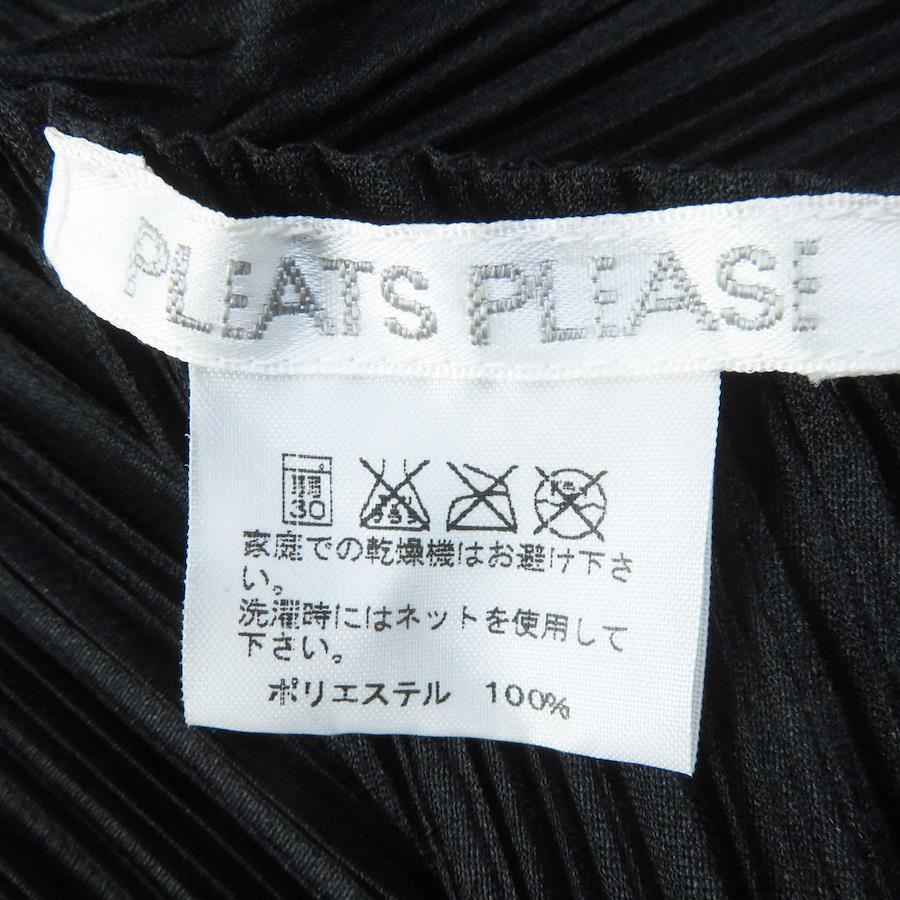 PLEATS PLEASE
30
家庭での乾燥機はお避け下さ
い。
洗濯時にはネットを使用して
下さい。
ポリエステル 100%